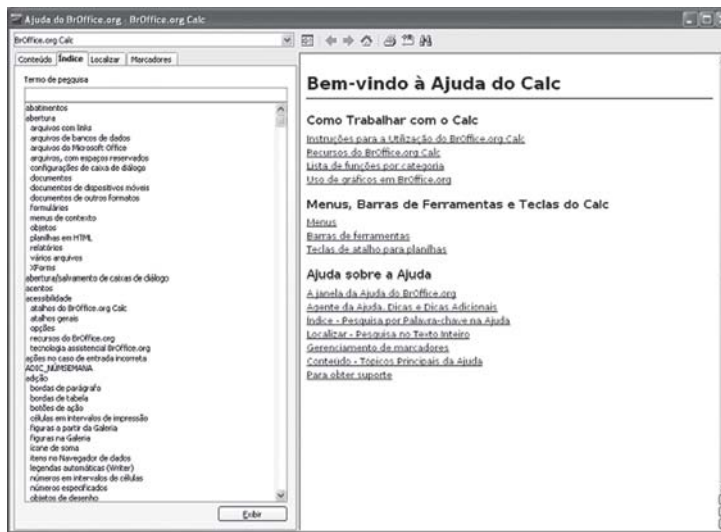 Ajuda do BrOffice.org - BrOffice.org Calc
BrOffice.org Calc
Conteúdo Índice Localizar Marcadores
Termo de pesquisa
abatimentos
abertura
arquivos com links
arquivos de bancos de dados
arquivos do Microsoft Office
arquivos, com espaços reservados
configurações de caixa de diálogo
documentos
documentos de dispositivos móveis
documentos de outros formatos
formulários
menus de contexto
objetos
planilhas em HTML
relatórios
vários arquivos
XForms
abertura/salvamento de caixas de diálogo
acentos
acessibilidade
atalhos do BrOffice.org Calc
atalhos gerais
opções
recursos do BrOffice.org
tecnologia assistencial BrOffice.org
ações no caso de entrada incorreta
ADIC_NÚMSEMANA
edição
bordas de parágrafo
bordas de tabela
botões de ação
células em intervalos de impressão
figuras a partir da Galeria
figuras na Galeria
ícone de soma
itens no Navegador de dados
legendas automáticas (Writer)
números em intervalos de células
números especificados
objetos de desenho
Exibir
Bem-vindo à Ajuda do Calc
Como Trabalhar com o Calc
Instruções para a Utilização do BrOffice.org Calc
Recursos do BrOffice.org Calc
Lista de funções por categoria
Uso de gráficos em BrOffice.org
Menus, Barras de Ferramentas e Teclas do Calc
Menus
Barras de ferramentas
Teclas de atalho para planilhas
Ajuda sobre a Ajuda
A janela da Ajuda do BrOffice.org
Agente da Ajuda, Dicas e Dicas Adicionais
Índice - Pesquisa por Palavra-chave na Ajuda
Localizar - Pesquisa no Texto Inteiro
Gerenciamento de marcadores
Conteúdo - Tópicos Principais da Ajuda
Para obter suporte